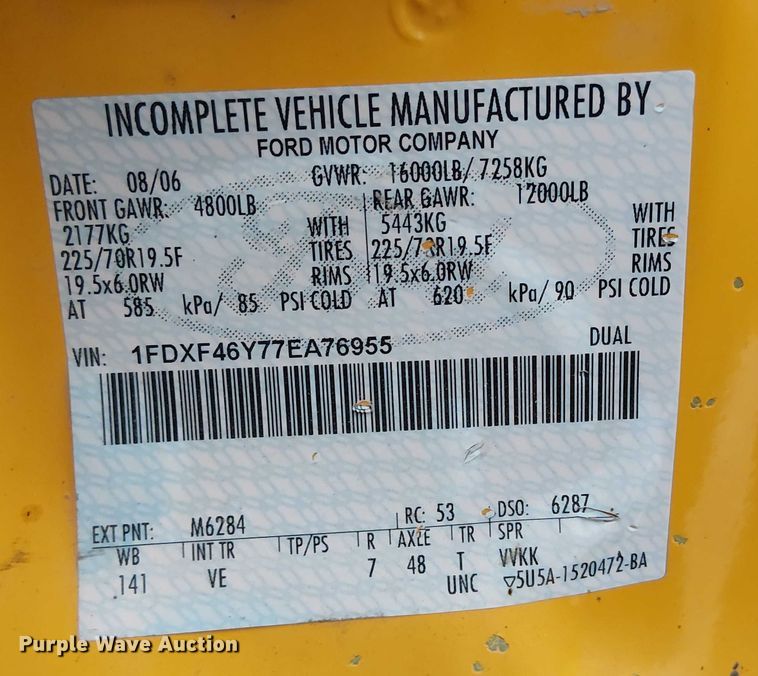 INCOMPLETE VEHICLE MANUFACTURED BY
FORD MOTOR COMPANY
DATE: 08/06 GVWR: 16000LB/ 7258KG
FRONT GAWR: 4800LB REAR GAWR: 12000LB
2177KG WITH 5443KG WITH
225/70R19.5F TIRES 225/70R19.5F TIRES
19.5x6.0RW RIMS 19.5x6.0RW RIMS
AT 585 kPa/ 85 PSI COLD AT 620 kPa/ 90 PSI COLD
VIN: 1FDXF46Y77EA76955 DUAL
EXT PNT: M6284 RC: 53 DSO: 6287
WB INT TR TP/PS R AXLE TR SPR
141 VE 7 48 T VVKK
UNC ▽5U5A-1520472-BA
Purple Wave Auction